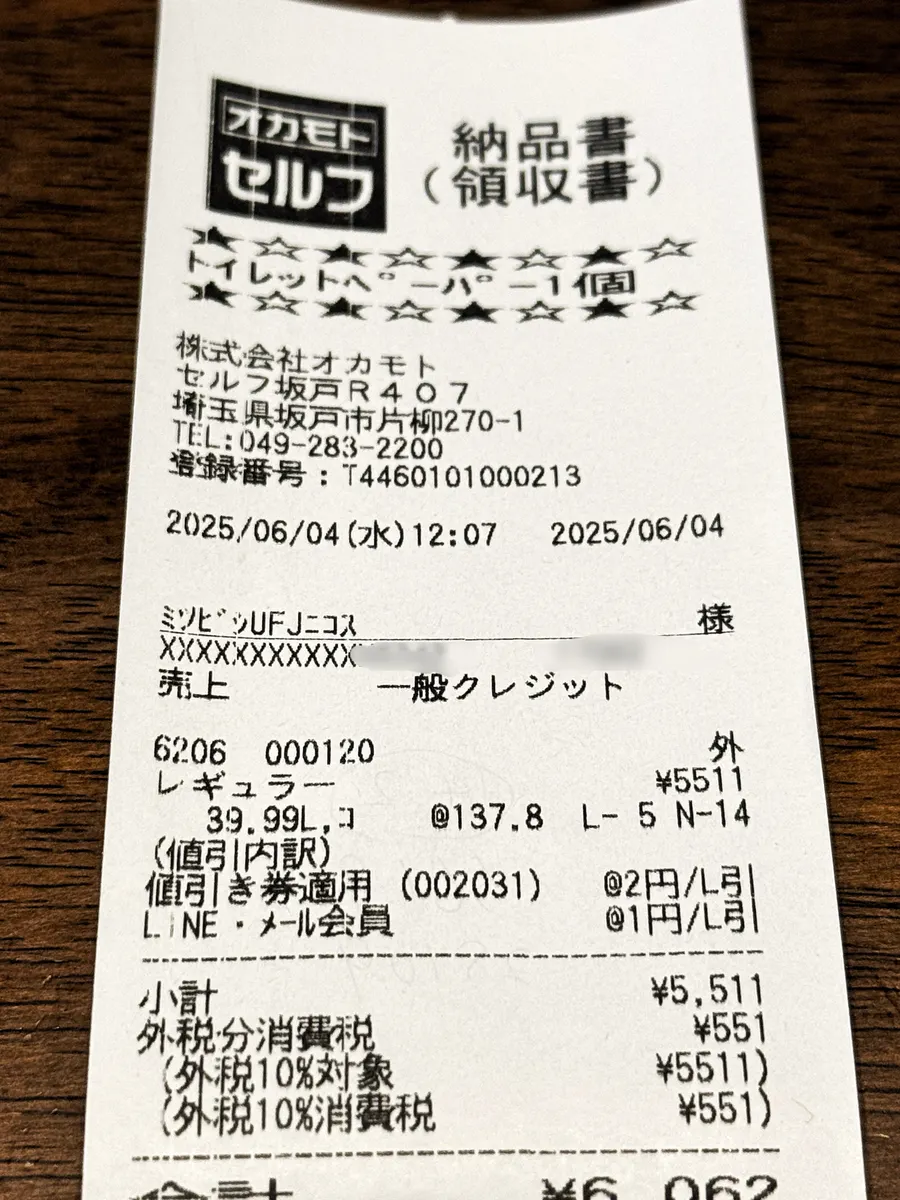 オカモト
セルフ
納品書
(領収書)
★☆★☆★☆★☆
トイレットペーパー1個
★☆★☆★☆★☆
株式会社オカモト
セルフ坂戸R407
埼玉県坂戸市片柳270-1
TEL:049-283-2200
登録番号:T4460101000213
2025/06/04(水)12:07 2025/06/04
ミツビシUFJニコス 様
XXXXXXXXXXX
売上 一般クレジット
6206 000120 外
レギュラー ¥5511
39.99L,コ @137.8 L- 5 N-14
(値引内訳)
値引き券適用 (002031) @2円/L引
LINE・メール会員 @1円/L引
小計 ¥5,511
外税分消費税 ¥551
(外税10%対象 ¥5511)
(外税10%消費税 ¥551)
合計 ¥6,062